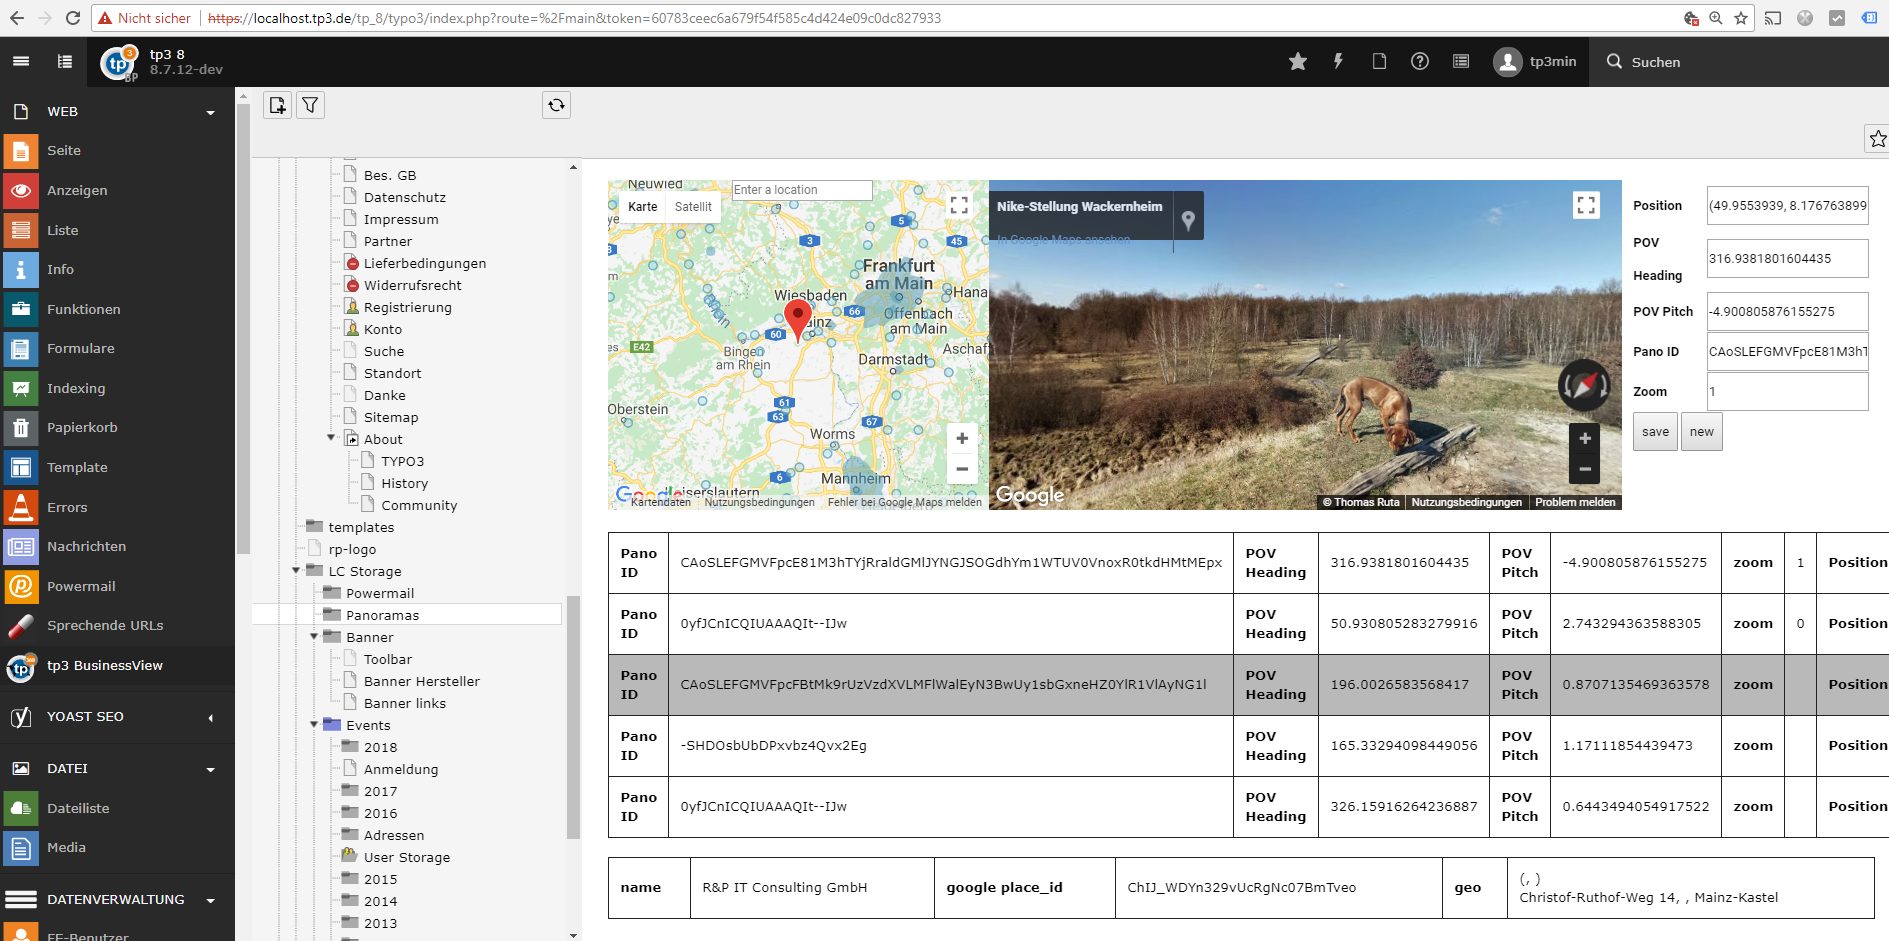 Nicht sicher
https://localhost.tp3.de/tp_8/typo3/index.php?route=%2Fmain&token=60783ceec6a679f54f585c4d424e09c0dc827933
tp3 8
8.7.12-dev
tp3min
Suchen
WEB
Seite
Anzeigen
Liste
Info
Funktionen
Formulare
Indexing
Papierkorb
Template
Errors
Nachrichten
Powermail
Sprechende URLs
tp3 BusinessView
YOAST SEO
DATEI
Dateiliste
Media
DATENVERWALTUNG
FE-Benutzer
Bes. GB
Datenschutz
Impressum
Partner
Lieferbedingungen
Widerrufsrecht
Registrierung
Konto
Suche
Standort
Danke
Sitemap
About
TYPO3
History
Community
templates
rp-logo
LC Storage
Powermail
Panoramas
Banner
Toolbar
Banner Hersteller
Banner links
Events
2018
Anmeldung
2017
2016
Adressen
User Storage
2015
2014
2013
Neuwied
Enter a location
Karte Satellit
5
3
45
Frankfurt
am Main
Hanau
Wiesbaden
66
Offenbach
am Main
60
E42
Bingen
am Rhein
Darmstadt
61
63
67
Oberstein
Worms
6
Mannheim
Google
Kartendaten Nutzungsbedingungen Fehler bei Google Maps melden
Nike-Stellung Wackernheim
In Google Maps ansehen
Google
© Thomas Ruta Nutzungsbedingungen Problem melden
Position (49.9553939, 8.176763899
POV
Heading 316.9381801604435
POV Pitch -4.900805876155275
Pano ID CAoSLEFGMVFpcE81M3hT
Zoom 1
save new
Pano ID CAoSLEFGMVFpcE81M3hTYjRraldGMlJYNGJSOGdhYm1WTUV0VnoxR0tkdHMtMEpx POV Heading 316.9381801604435 POV Pitch -4.900805876155275 zoom 1 Position
Pano ID 0yfJCnICQIUAAAQIt--IJw POV Heading 50.930805283279916 POV Pitch 2.743294363588305 zoom 0 Position
Pano ID CAoSLEFGMVFpcFBtMk9rUzVzdXVLMFlWalEyN3BwUy1sbGxneHZ0YlR1VlAyNG1l POV Heading 196.0026583568417 POV Pitch 0.8707135469363578 zoom Position
Pano ID -SHDOsbUbDPxvbz4Qvx2Eg POV Heading 165.33294098449056 POV Pitch 1.17111854439473 zoom Position
Pano ID 0yfJCnICQIUAAAQIt--IJw POV Heading 326.15916264236887 POV Pitch 0.6443494054917522 zoom Position
name R&P IT Consulting GmbH google place_id ChIJ_WDYn329vUcRgNc07BmTveo geo (, )
Christof-Ruthof-Weg 14, , Mainz-Kastel